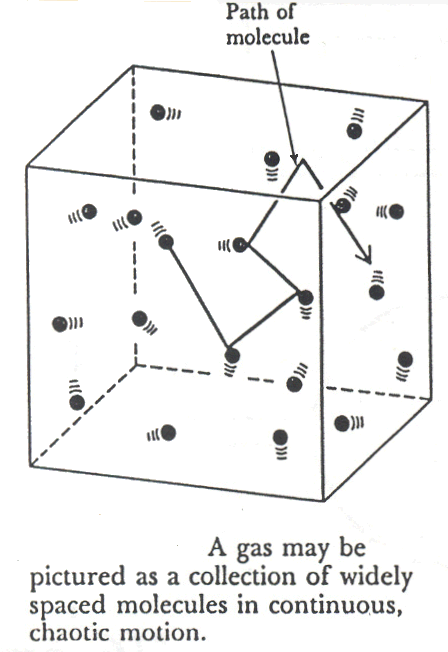 Path of
molecule
A gas may be
pictured as a collection of widely
spaced molecules in continuous,
chaotic motion.